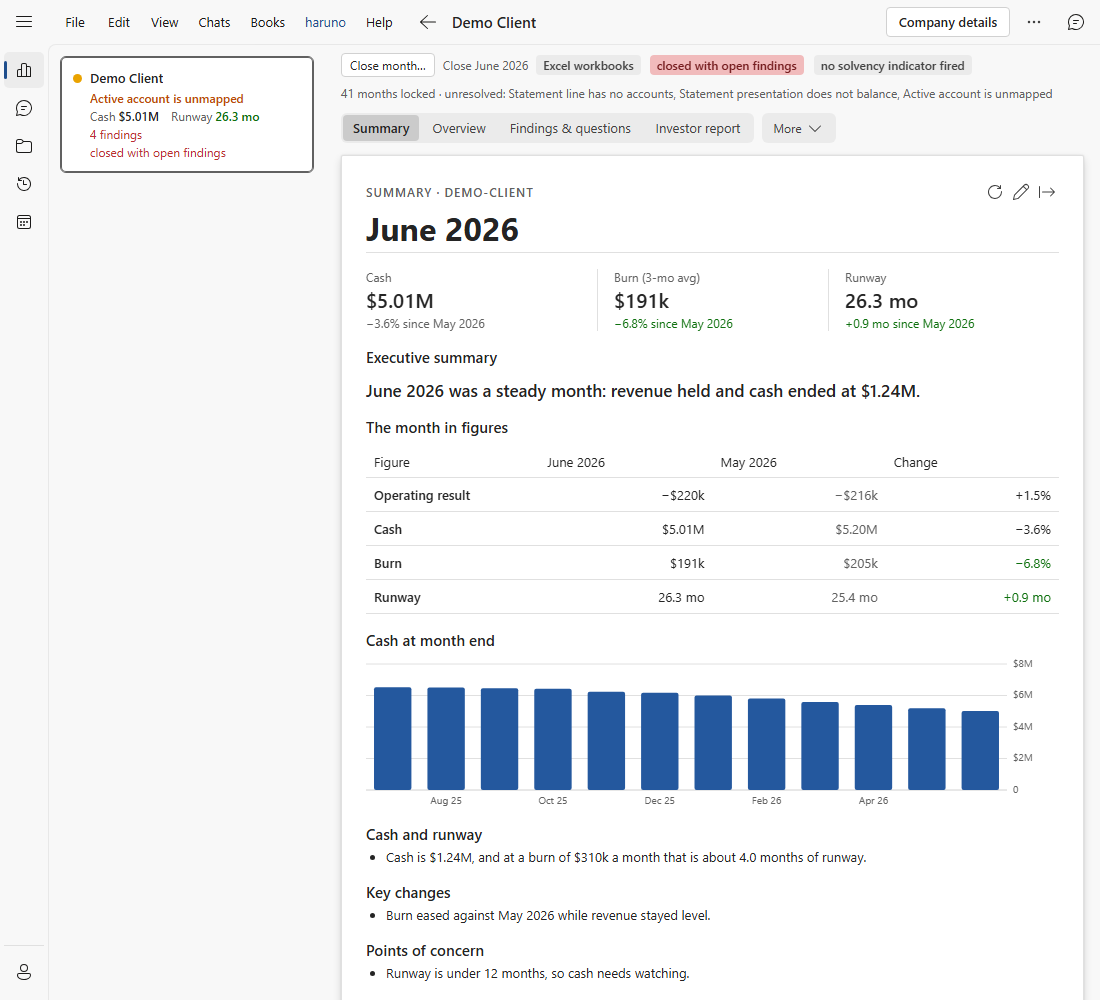 File Edit View Chats Books haruno Help Demo Client Company details
Demo Client
Active account is unmapped
Cash $5.01M Runway 26.3 mo
4 findings
closed with open findings
Close month... Close June 2026 Excel workbooks closed with open findings no solvency indicator fired
41 months locked · unresolved: Statement line has no accounts, Statement presentation does not balance, Active account is unmapped
Summary Overview Findings & questions Investor report More
SUMMARY · DEMO-CLIENT
June 2026
Cash Burn (3-mo avg) Runway
$5.01M $191k 26.3 mo
−3.6% since May 2026 −6.8% since May 2026 +0.9 mo since May 2026
Executive summary
June 2026 was a steady month: revenue held and cash ended at $1.24M.
The month in figures
Figure June 2026 May 2026 Change
Operating result −$220k −$216k +1.5%
Cash $5.01M $5.20M −3.6%
Burn $191k $205k −6.8%
Runway 26.3 mo 25.4 mo +0.9 mo
Cash at month end
$8M
$6M
$4M
$2M
0
Aug 25 Oct 25 Dec 25 Feb 26 Apr 26
Cash and runway
• Cash is $1.24M, and at a burn of $310k a month that is about 4.0 months of runway.
Key changes
• Burn eased against May 2026 while revenue stayed level.
Points of concern
• Runway is under 12 months, so cash needs watching.